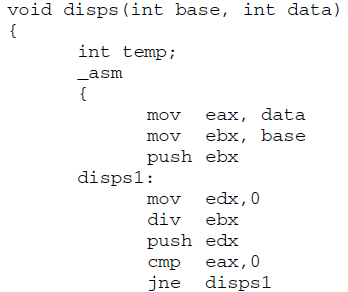 void disps(int base, int data)
{
int temp;
_asm
{
mov eax, data
mov ebx, base
push ebx
disps1:
mov edx,0
div ebx
push edx
cmp eax,0
jne disps1